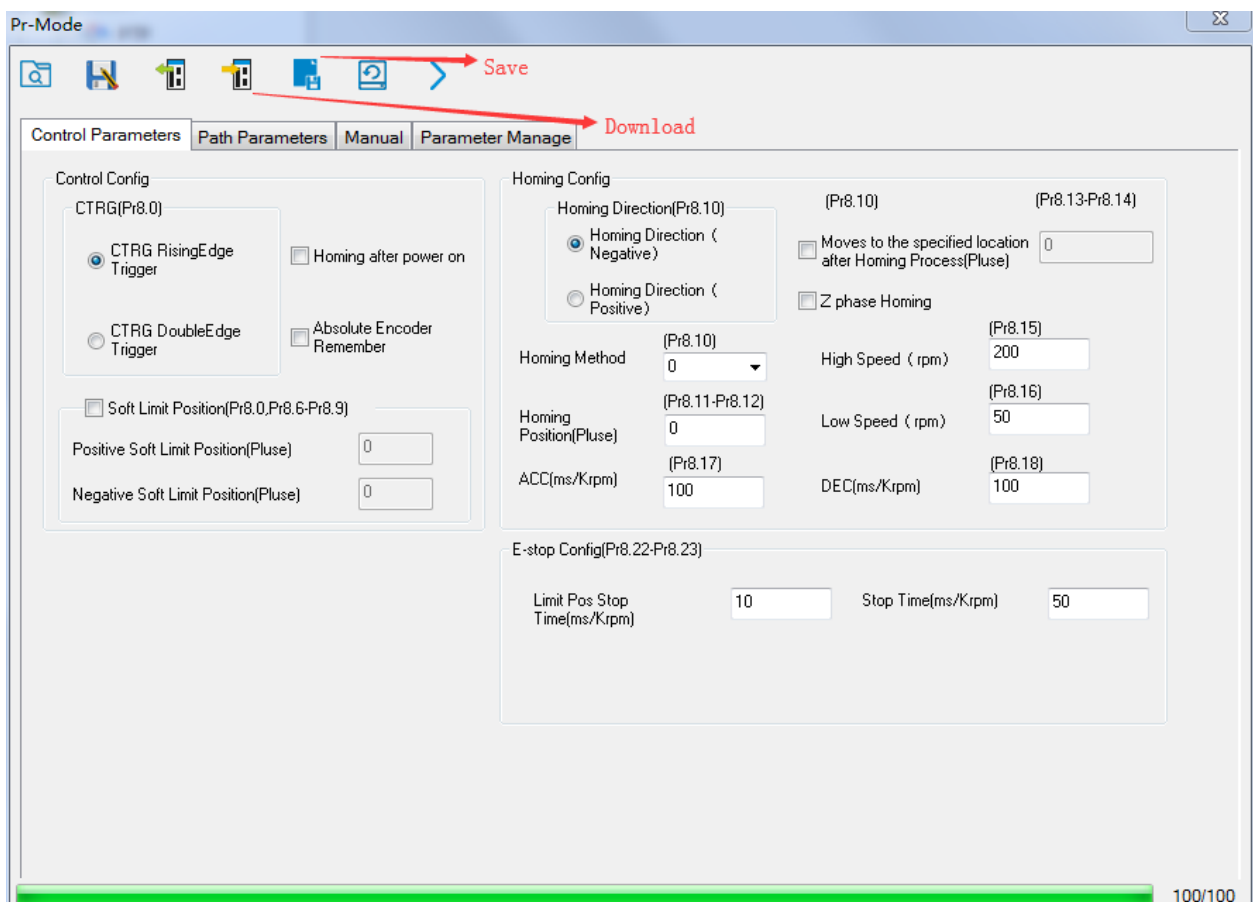 Pr-Mode
Save
Download
Control Parameters
Path Parameters
Manual
Parameter Manage
Control Config
CTRG(Pr8.0)
CTRG RisingEdge
Trigger
Homing after power on
CTRG DoubleEdge
Trigger
Absolute Encoder
Remember
Soft Limit Position(Pr8.0,Pr8.6-Pr8.9)
Positive Soft Limit Position(Pluse)
0
Negative Soft Limit Position(Pluse)
0
Homing Config
Homing Direction(Pr8.10)
Homing Direction (
Negative)
Homing Direction (
Positive)
(Pr8.10)
(Pr8.13-Pr8.14)
Moves to the specified location
after Homing Process(Pluse)
0
Z phase Homing
Homing Method
(Pr8.10)
0
High Speed ( rpm)
(Pr8.15)
200
Homing
Position(Pluse)
(Pr8.11-Pr8.12)
0
Low Speed ( rpm)
(Pr8.16)
50
ACC(ms/Krpm)
(Pr8.17)
100
DEC(ms/Krpm)
(Pr8.18)
100
E-stop Config(Pr8.22-Pr8.23)
Limit Pos Stop
Time(ms/Krpm)
10
Stop Time(ms/Krpm)
50
100/100